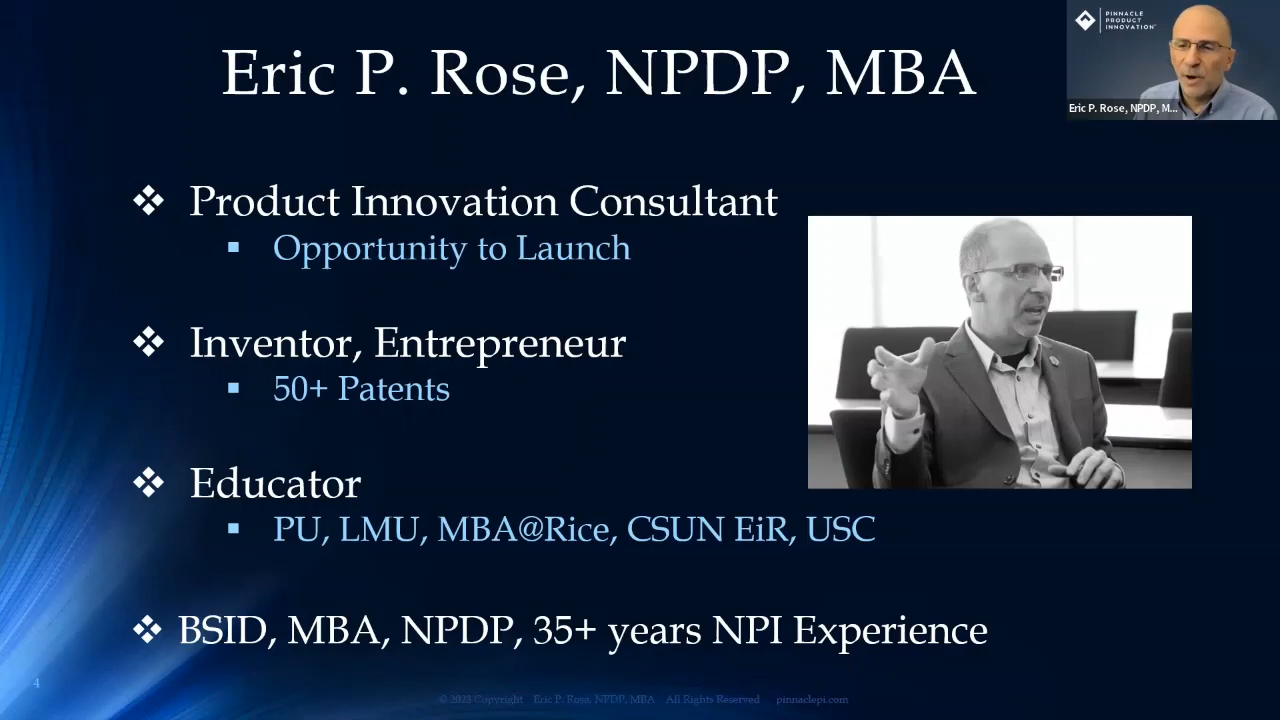 Eric P. Rose, NPDP, MBA
PINNACLE
PRODUCT
INNOVATION
Eric P. Rose, NPDP, M...
Product Innovation Consultant
Opportunity to Launch
Inventor, Entrepreneur
50+ Patents
Educator
PU, LMU, MBA@Rice, CSUN EiR, USC
BSID, MBA, NPDP, 35+ years NPI Experience
4
© 2023 Copyright Eric P. Rose, NPDP, MBA All Rights Reserved pinnaclepi.com